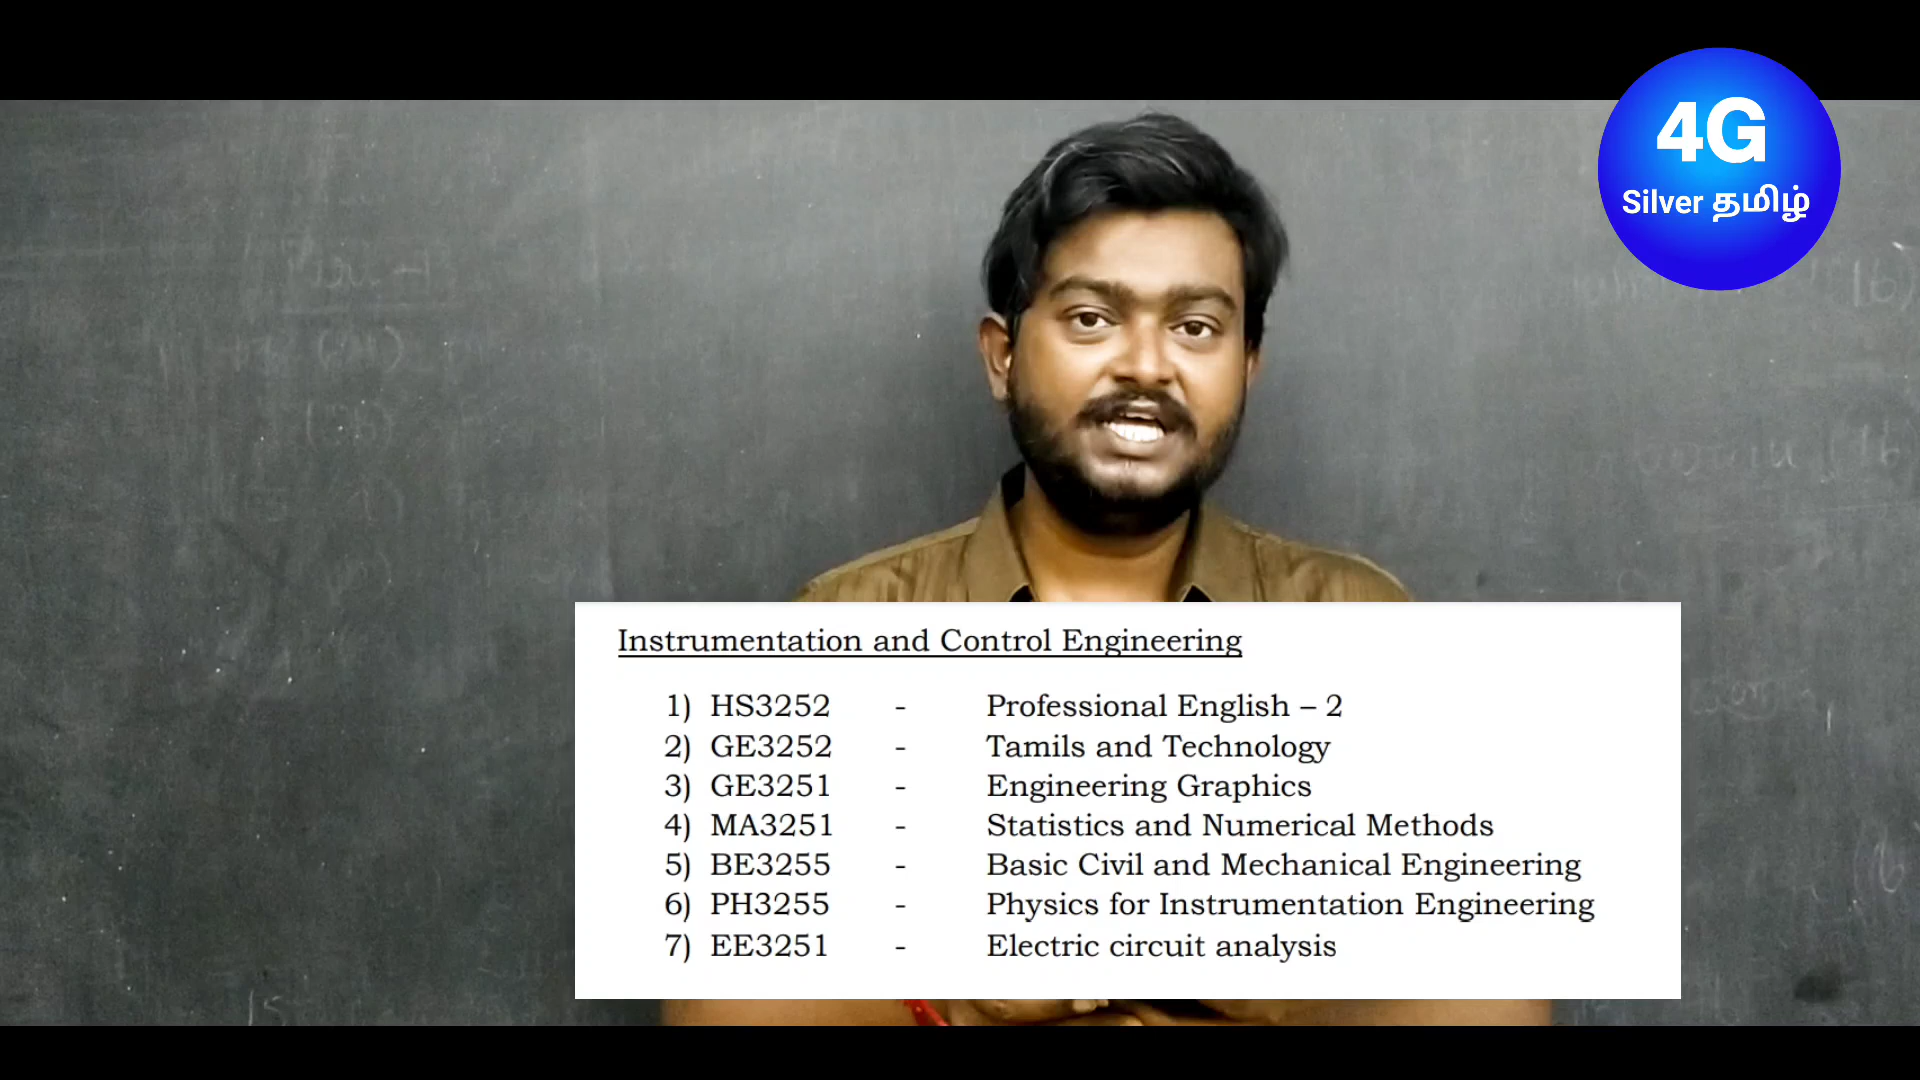 4G
Silver தமிழ்
Instrumentation and Control Engineering
1) HS3252 - Professional English – 2
2) GE3252 - Tamils and Technology
3) GE3251 - Engineering Graphics
4) MA3251 - Statistics and Numerical Methods
5) BE3255 - Basic Civil and Mechanical Engineering
6) PH3255 - Physics for Instrumentation Engineering
7) EE3251 - Electric circuit analysis